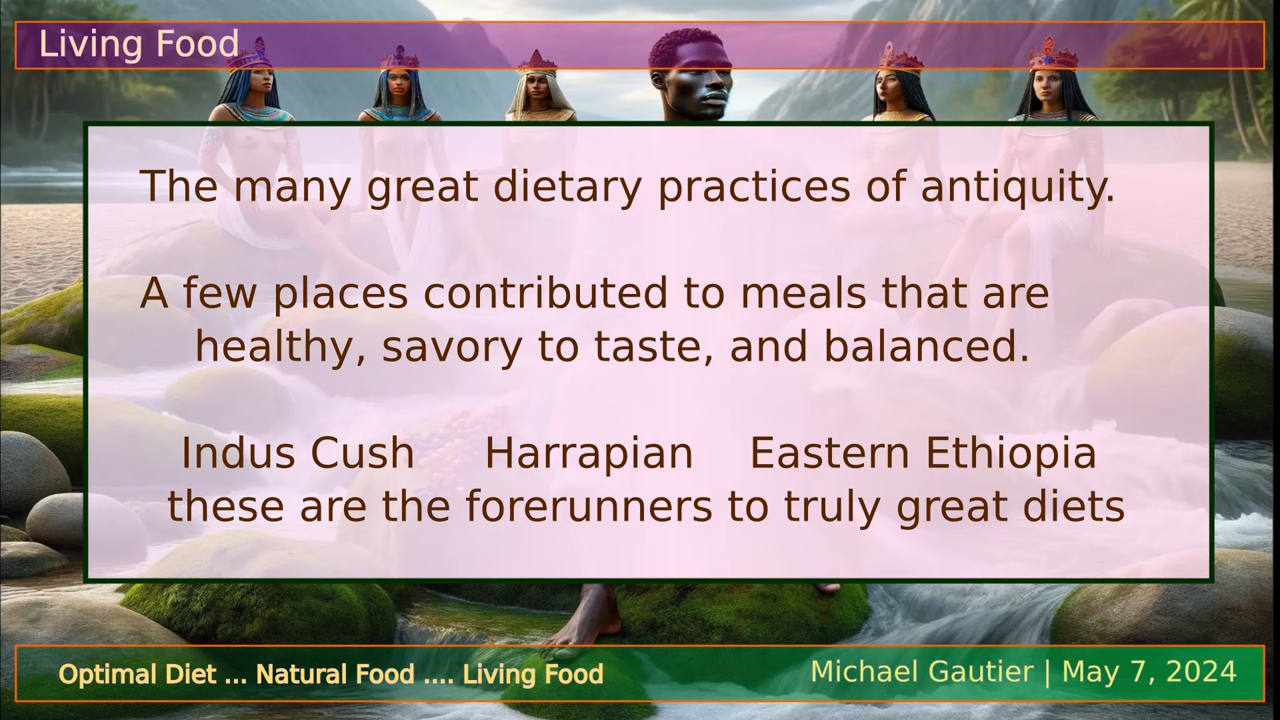 Living Food
The many great dietary practices of antiquity.
A few places contributed to meals that are
healthy, savory to taste, and balanced.
Indus Cush Harrapian Eastern Ethiopia
these are the forerunners to truly great diets
Optimal Diet ... Natural Food .... Living Food
Michael Gautier | May 7, 2024